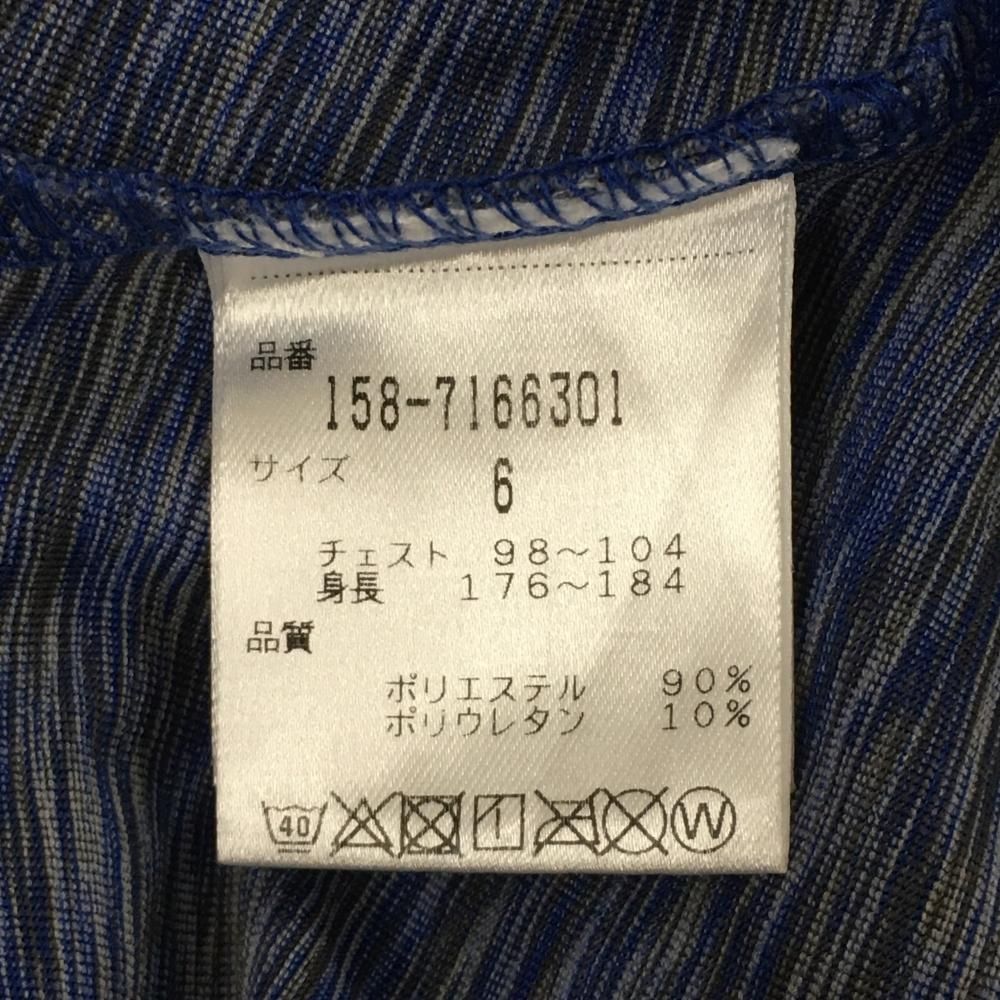 品番
158-7166301
サイズ
6
チェスト 98～104
身長 176～184
品質
ポリエステル 90%
ポリウレタン 10%
40 W